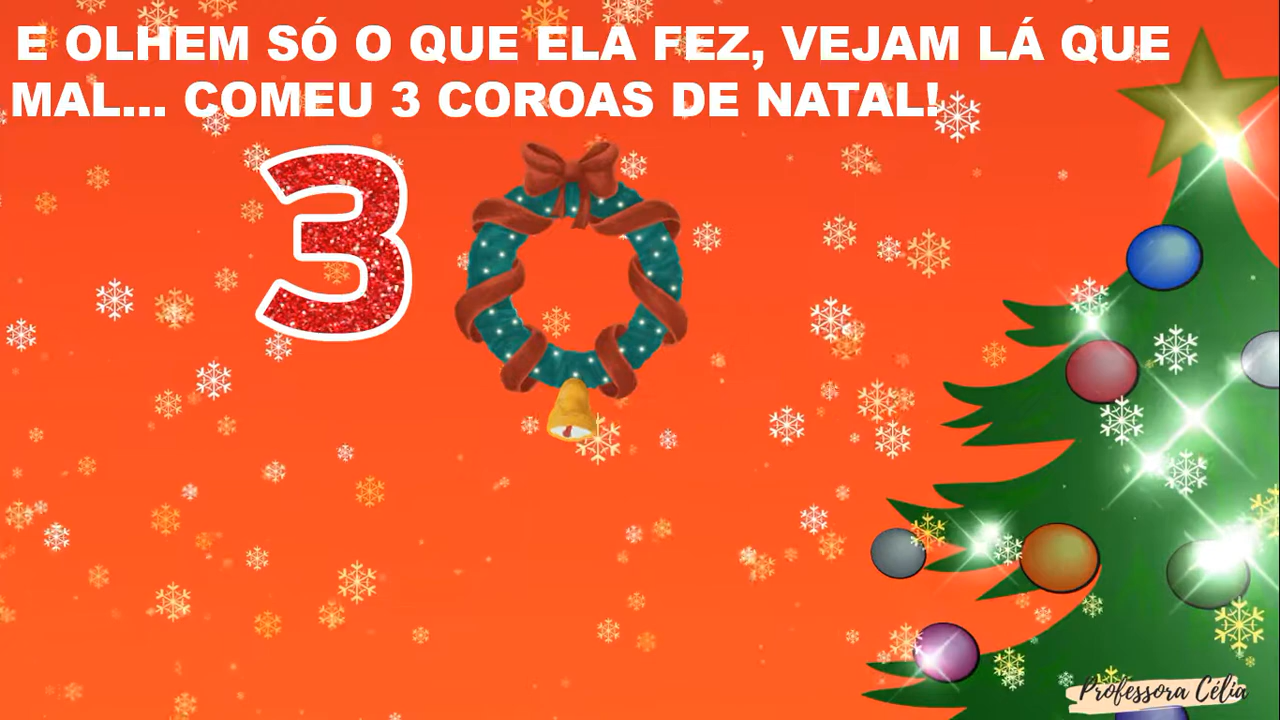 E OLHEM SÓ O QUE ELA FEZ, VEJAM LÁ QUE
MAL... COMEU 3 COROAS DE NATAL!
3
Professora Célia